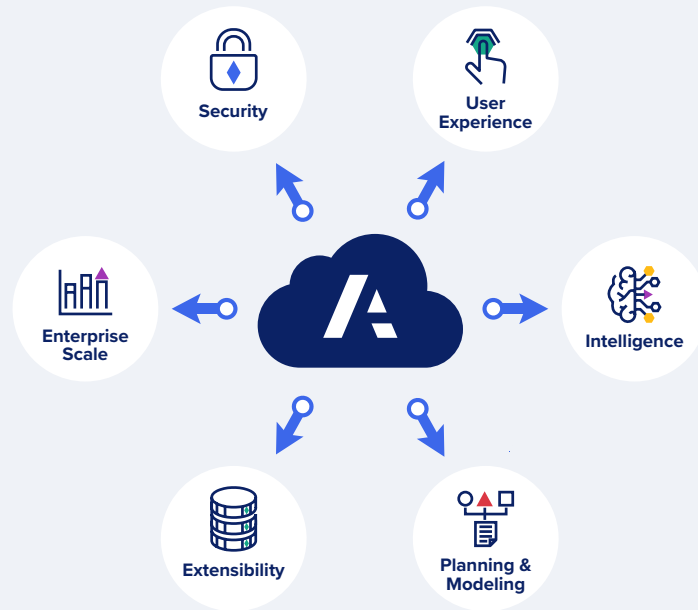 Security
User
Experience
Enterprise
Scale
A
Intelligence
Extensibility
Planning &
Modeling